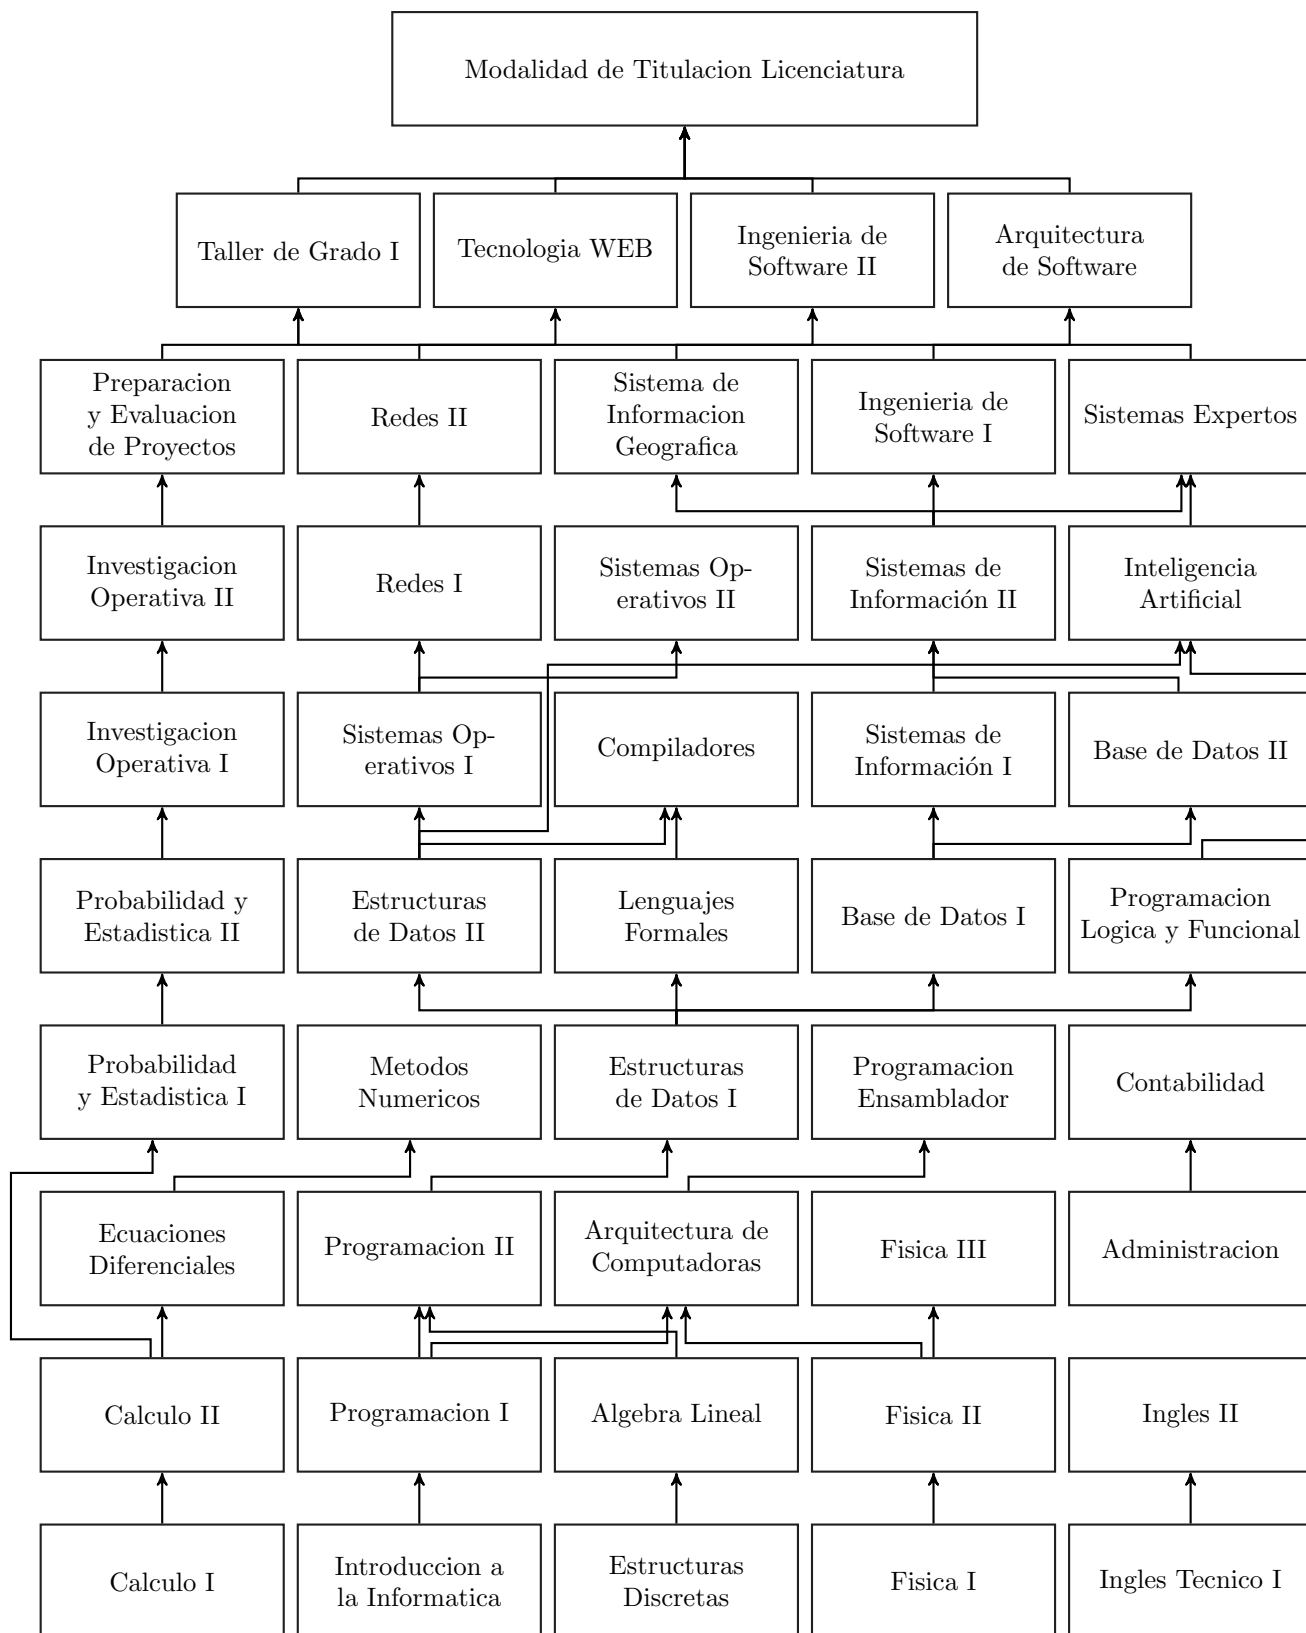 Modalidad de Titulacion Licenciatura
Taller de Grado I
Tecnologia WEB
Ingenieria de
Software II
Arquitectura
de Software
Preparacion
y Evaluacion
de Proyectos
Redes II
Sistema de
Informacion
Geografica
Ingenieria de
Software I
Sistemas Expertos
Investigacion
Operativa II
Redes I
Sistemas Op-
erativos II
Sistemas de
Información II
Inteligencia
Artificial
Investigacion
Operativa I
Sistemas Op-
erativos I
Compiladores
Sistemas de
Información I
Base de Datos II
Probabilidad y
Estadistica II
Estructuras
de Datos II
Lenguajes
Formales
Base de Datos I
Programacion
Logica y Funcional
Probabilidad
y Estadistica I
Metodos
Numericos
Estructuras
de Datos I
Programacion
Ensamblador
Contabilidad
Ecuaciones
Diferenciales
Programacion II
Arquitectura de
Computadoras
Fisica III
Administracion
Calculo II
Programacion I
Algebra Lineal
Fisica II
Ingles II
Calculo I
Introduccion a
la Informatica
Estructuras
Discretas
Fisica I
Ingles Tecnico I